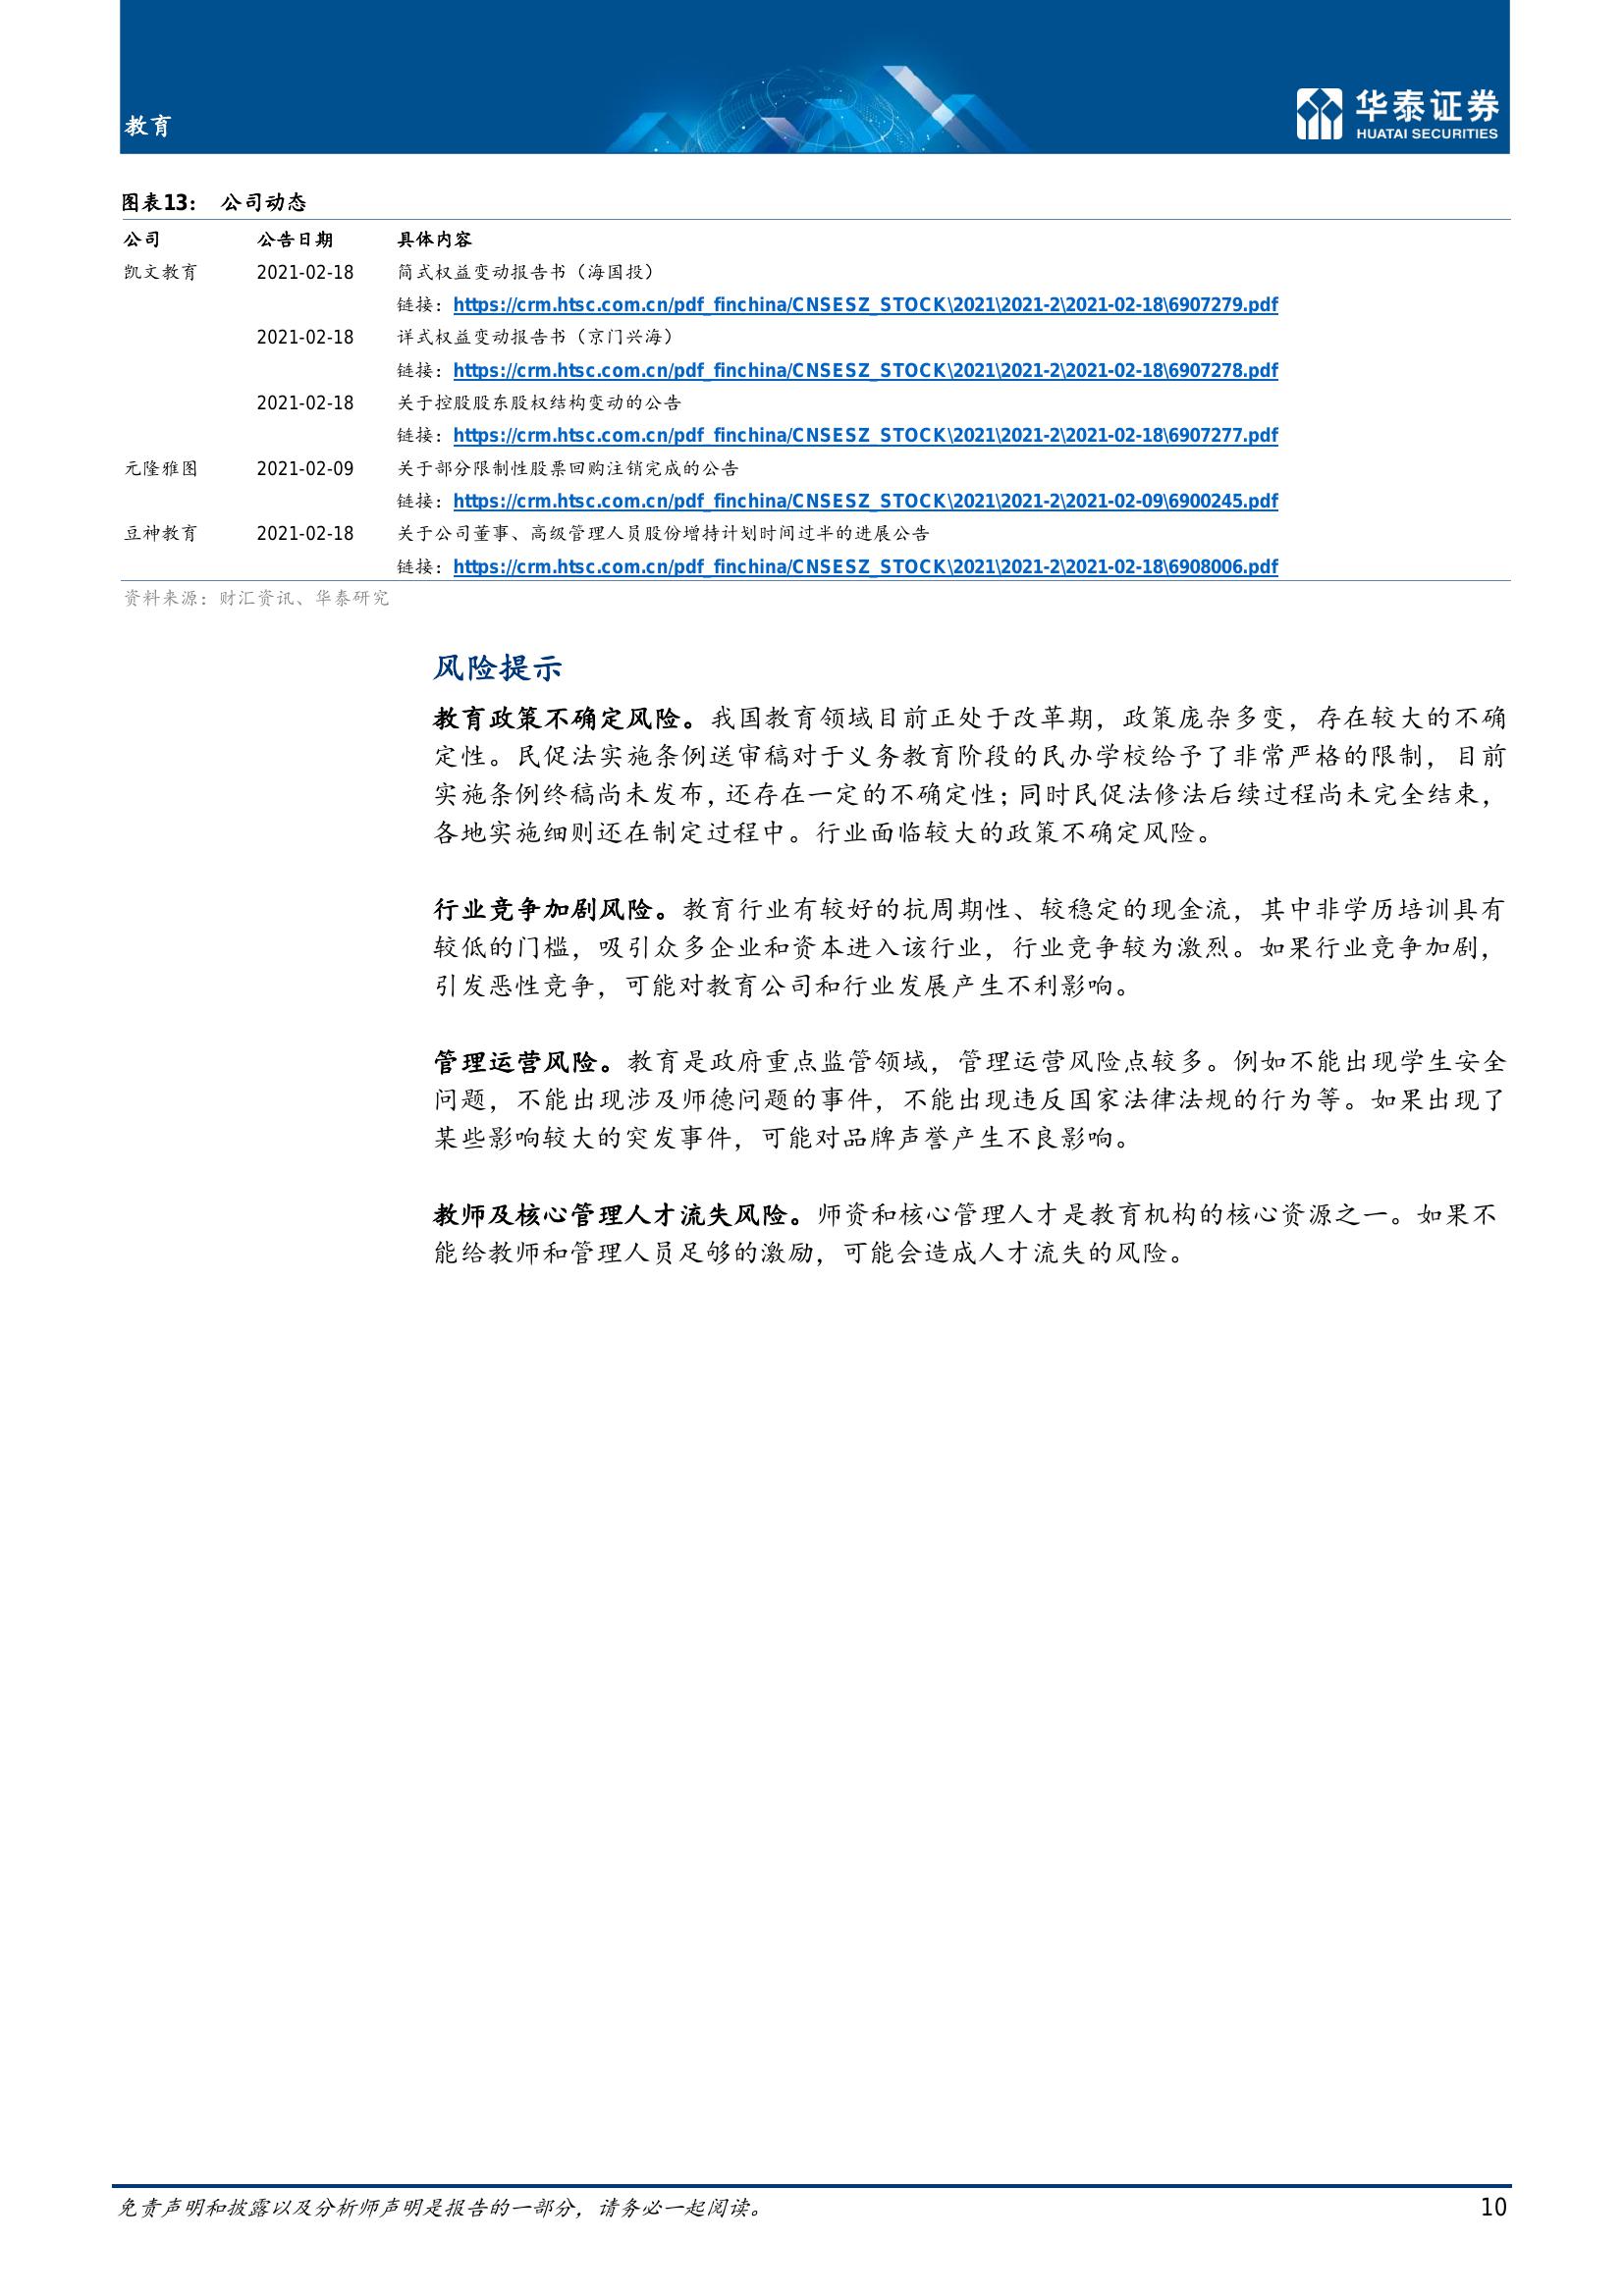 教育
华泰证券
HUATAI SECURITIES
图表13： 公司动态
公司 公告日期 具体内容
凯文教育 2021-02-18 简式权益变动报告书（海国投）
链接：https://crm.htsc.com.cn/pdf_finchina/CNSESZ_STOCK\2021\2021-2\2021-02-18\6907279.pdf
2021-02-18 详式权益变动报告书（京门兴海）
链接：https://crm.htsc.com.cn/pdf_finchina/CNSESZ_STOCK\2021\2021-2\2021-02-18\6907278.pdf
2021-02-18 关于控股股东股权结构变动的公告
链接：https://crm.htsc.com.cn/pdf_finchina/CNSESZ_STOCK\2021\2021-2\2021-02-18\6907277.pdf
元隆雅图 2021-02-09 关于部分限制性股票回购注销完成的公告
链接：https://crm.htsc.com.cn/pdf_finchina/CNSESZ_STOCK\2021\2021-2\2021-02-09\6900245.pdf
豆神教育 2021-02-18 关于公司董事、高级管理人员股份增持计划时间过半的进展公告
链接：https://crm.htsc.com.cn/pdf_finchina/CNSESZ_STOCK\2021\2021-2\2021-02-18\6908006.pdf
资料来源：财汇资讯、华泰研究
风险提示
教育政策不确定风险。我国教育领域目前正处于改革期，政策庞杂多变，存在较大的不确
定性。民促法实施条例送审稿对于义务教育阶段的民办学校给予了非常严格的限制，目前
实施条例终稿尚未发布，还存在一定的不确定性；同时民促法修法后续过程尚未完全结束，
各地实施细则还在制定过程中。行业面临较大的政策不确定风险。
行业竞争加剧风险。教育行业有较好的抗周期性、较稳定的现金流，其中非学历培训具有
较低的门槛，吸引众多企业和资本进入该行业，行业竞争较为激烈。如果行业竞争加剧，
引发恶性竞争，可能对教育公司和行业发展产生不利影响。
管理运营风险。教育是政府重点监管领域，管理运营风险点较多。例如不能出现学生安全
问题，不能出现涉及师德问题的事件，不能出现违反国家法律法规的行为等。如果出现了
某些影响较大的突发事件，可能对品牌声誉产生不良影响。
教师及核心管理人才流失风险。师资和核心管理人才是教育机构的核心资源之一。如果不
能给教师和管理人员足够的激励，可能会造成人才流失的风险。
免责声明和披露以及分析师声明是报告的一部分，请务必一起阅读。 10